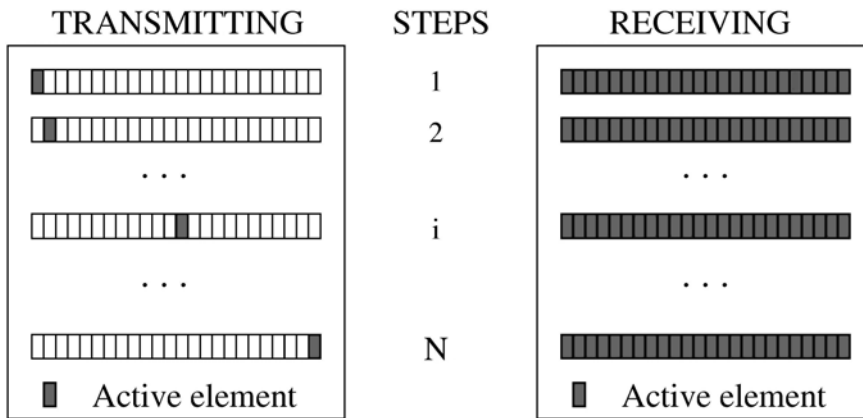 TRANSMITTING STEPS RECEIVING
1
2
. . . . . .
i
. . . . . .
N
Active element Active element